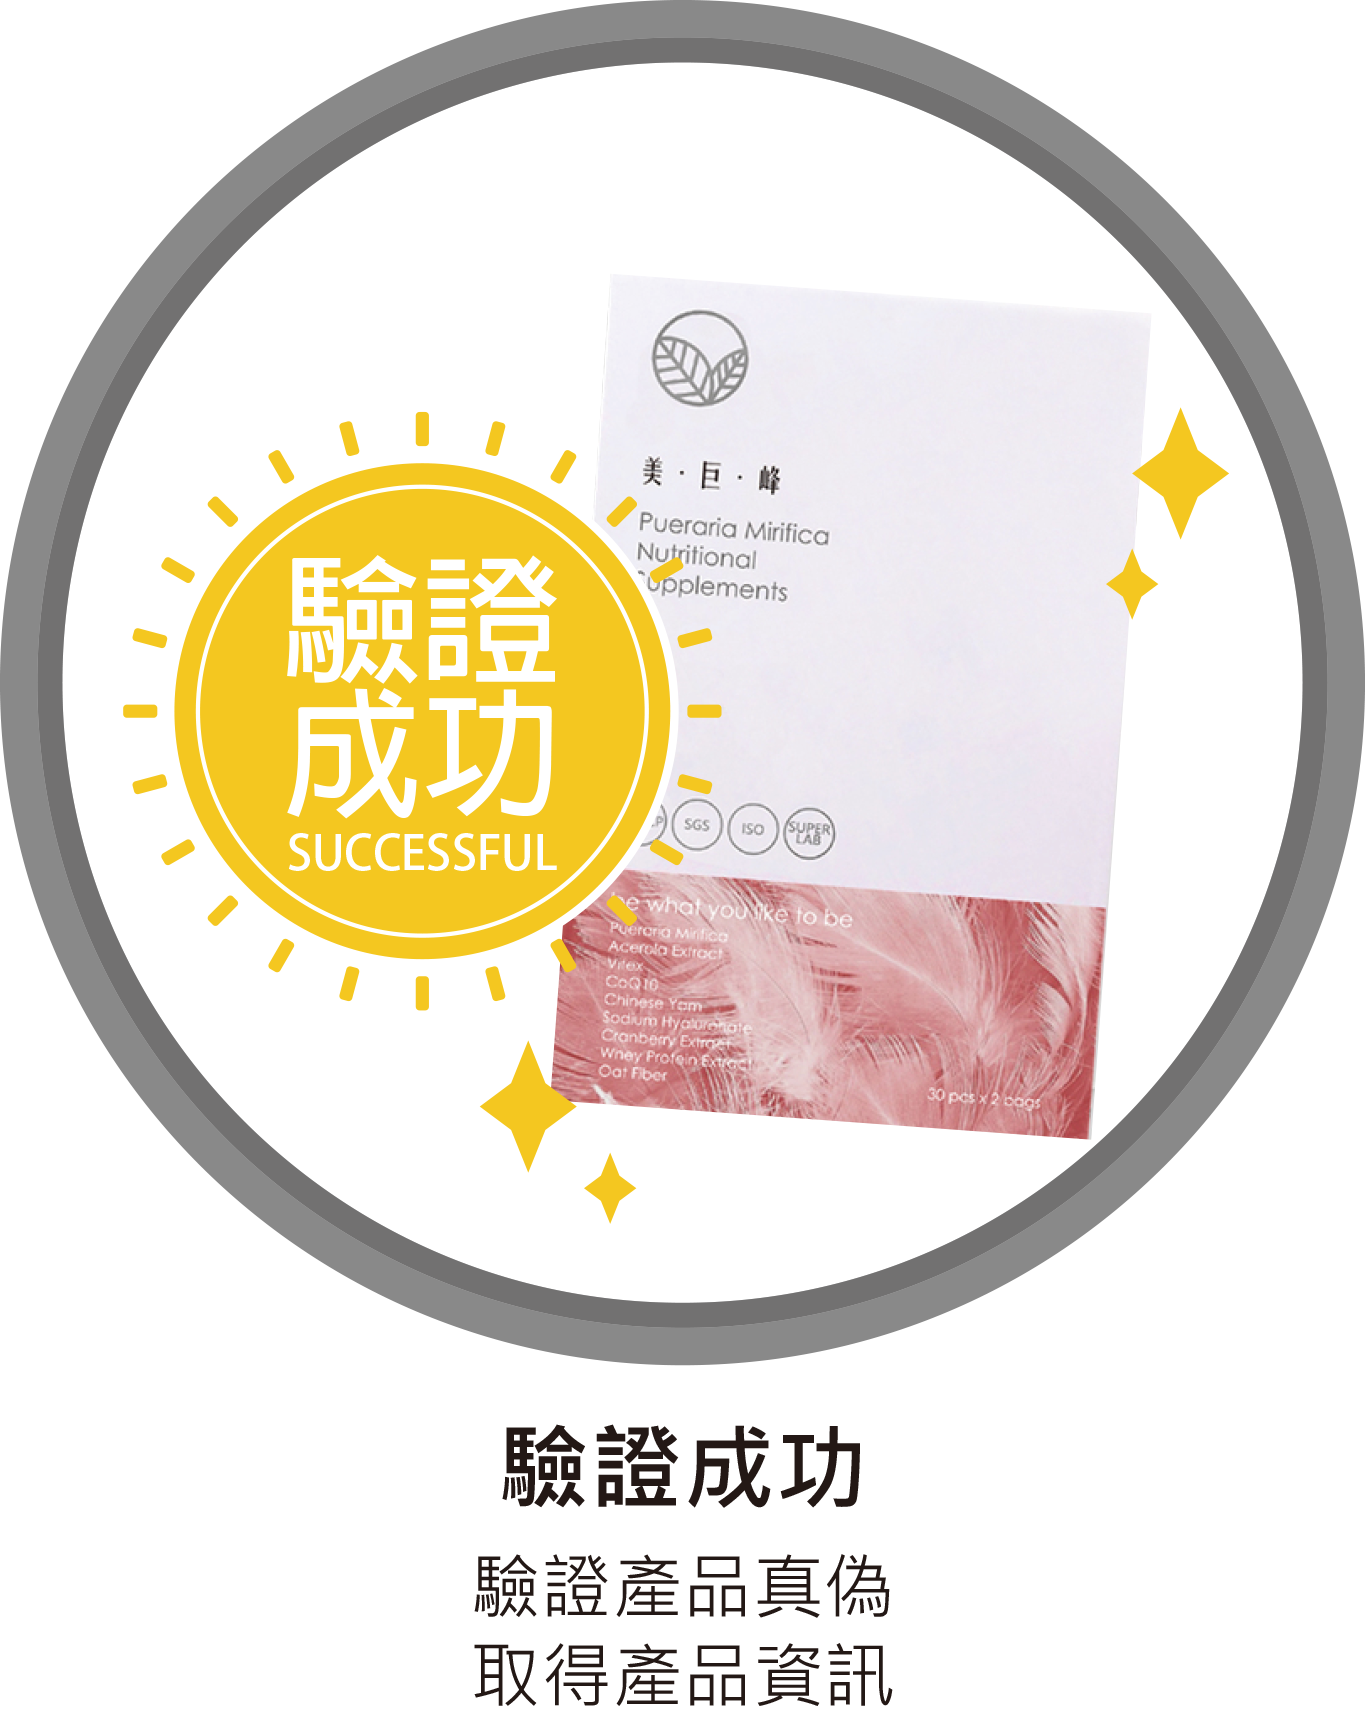 美·巨·峰
Pueraria Mirifica
Nutritional
Supplements
驗證
成功
SUCCESSFUL
SGS
ISO
SUPER
LAB
be what you like to be
Pueraria Mirifica
Acerola Extract
Vitex
CoQ10
Chinese Yam
Sodium Hyaluronate
Cranberry Extract
Whey Protein Extract
Oat Fiber
30 pcs x 2 bags
驗證成功
驗證產品真偽
取得產品資訊